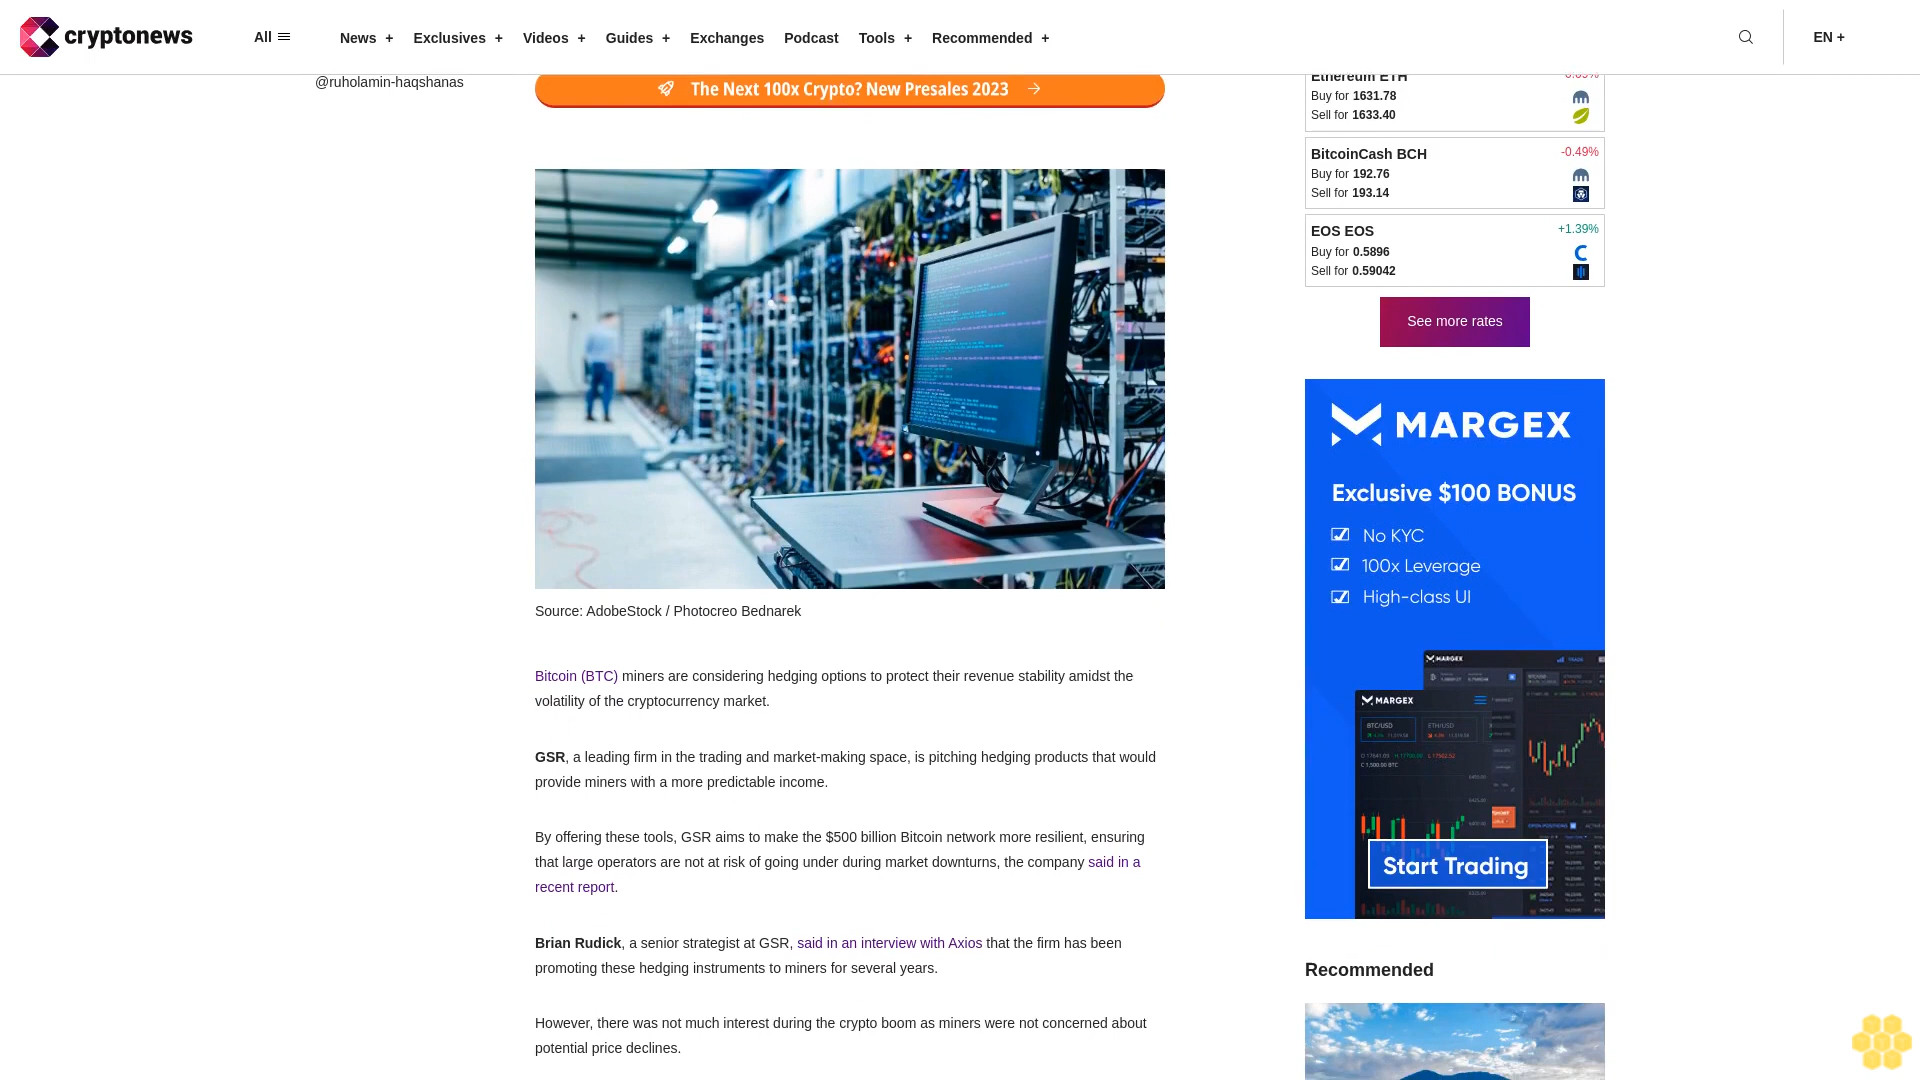 cryptonews
All
News +
Exclusives +
Videos +
Guides +
Exchanges
Podcast
Tools +
Recommended +
EN +
@ruholamin-haqshanas
The Next 100x Crypto? New Presales 2023
Source: AdobeStock / Photocreo Bednarek
Bitcoin (BTC) miners are considering hedging options to protect their revenue stability amidst the
volatility of the cryptocurrency market.
GSR, a leading firm in the trading and market-making space, is pitching hedging products that would
provide miners with a more predictable income.
By offering these tools, GSR aims to make the $500 billion Bitcoin network more resilient, ensuring
that large operators are not at risk of going under during market downturns, the company said in a
recent report.
Brian Rudick, a senior strategist at GSR, said in an interview with Axios that the firm has been
promoting these hedging instruments to miners for several years.
However, there was not much interest during the crypto boom as miners were not concerned about
potential price declines.
Ethereum ETH
Buy for 1631.78
Sell for 1633.40
BitcoinCash BCH
-0.49%
Buy for 192.76
Sell for 193.14
EOS EOS
+1.39%
Buy for 0.5896
Sell for 0.59042
See more rates
MARGEX
Exclusive $100 BONUS
No KYC
100x Leverage
High-class UI
MARGEX
TRADE
MARGEX
BTC/USD
ETH/USD
Start Trading
Recommended